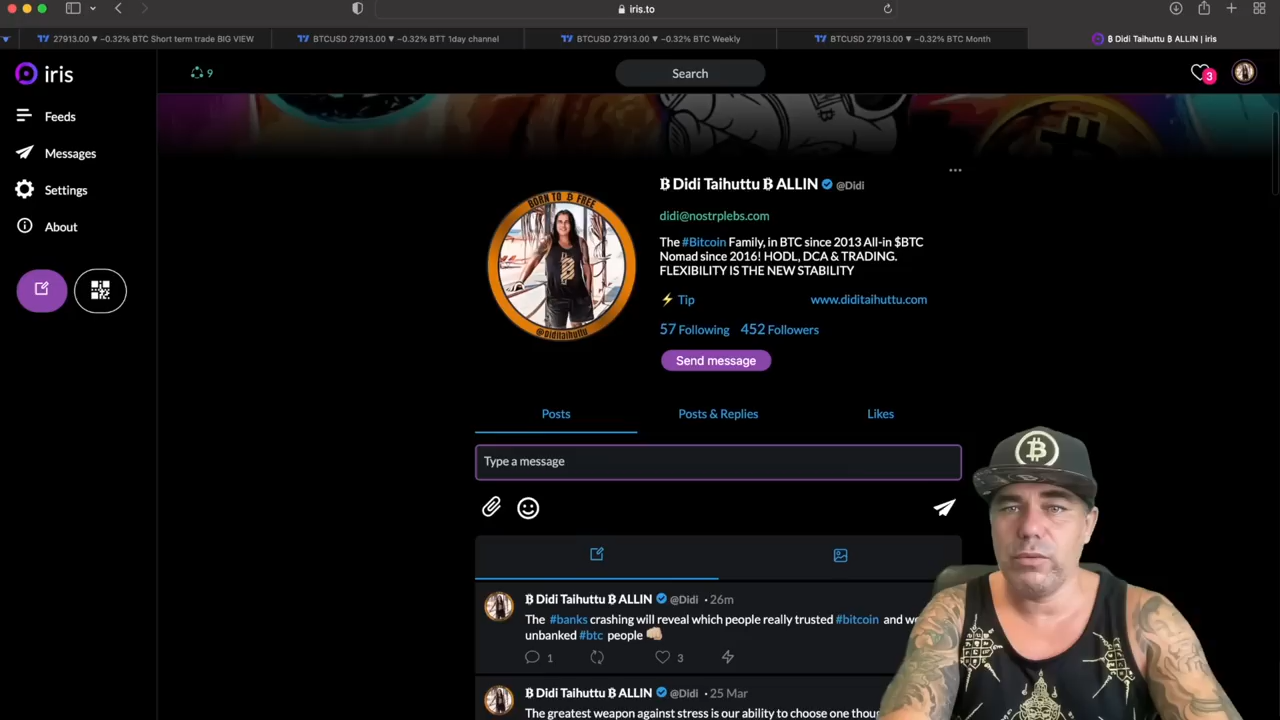 iris.to
27913.00 ▼ −0.32% BTC Short term trade BIG VIEW
BTCUSD 27913.00 ▼ −0.32% BTT 1day channel
BTCUSD 27913.00 ▼ −0.32% BTC Weekly
BTCUSD 27913.00 ▼ −0.32% BTC Month
₿ Didi Taihuttu ₿ ALLIN | iris
iris
9
Search
3
Feeds
Messages
Settings
About
BORN TO ₿ FREE
@Diditaihuttu
₿ Didi Taihuttu ₿ ALLIN @Didi
didi@nostrplebs.com
The #Bitcoin Family, in BTC since 2013 All-in $BTC
Nomad since 2016! HODL, DCA & TRADING.
FLEXIBILITY IS THE NEW STABILITY
⚡ Tip www.diditaihuttu.com
57 Following 452 Followers
Send message
Posts Posts & Replies Likes
Type a message
₿ Didi Taihuttu ₿ ALLIN @Didi · 26m
The #banks crashing will reveal which people really trusted #bitcoin and we
unbanked #btc people 👊🏼
1 3
₿ Didi Taihuttu ₿ ALLIN @Didi · 25 Mar
The greatest weapon against stress is our ability to choose one thou